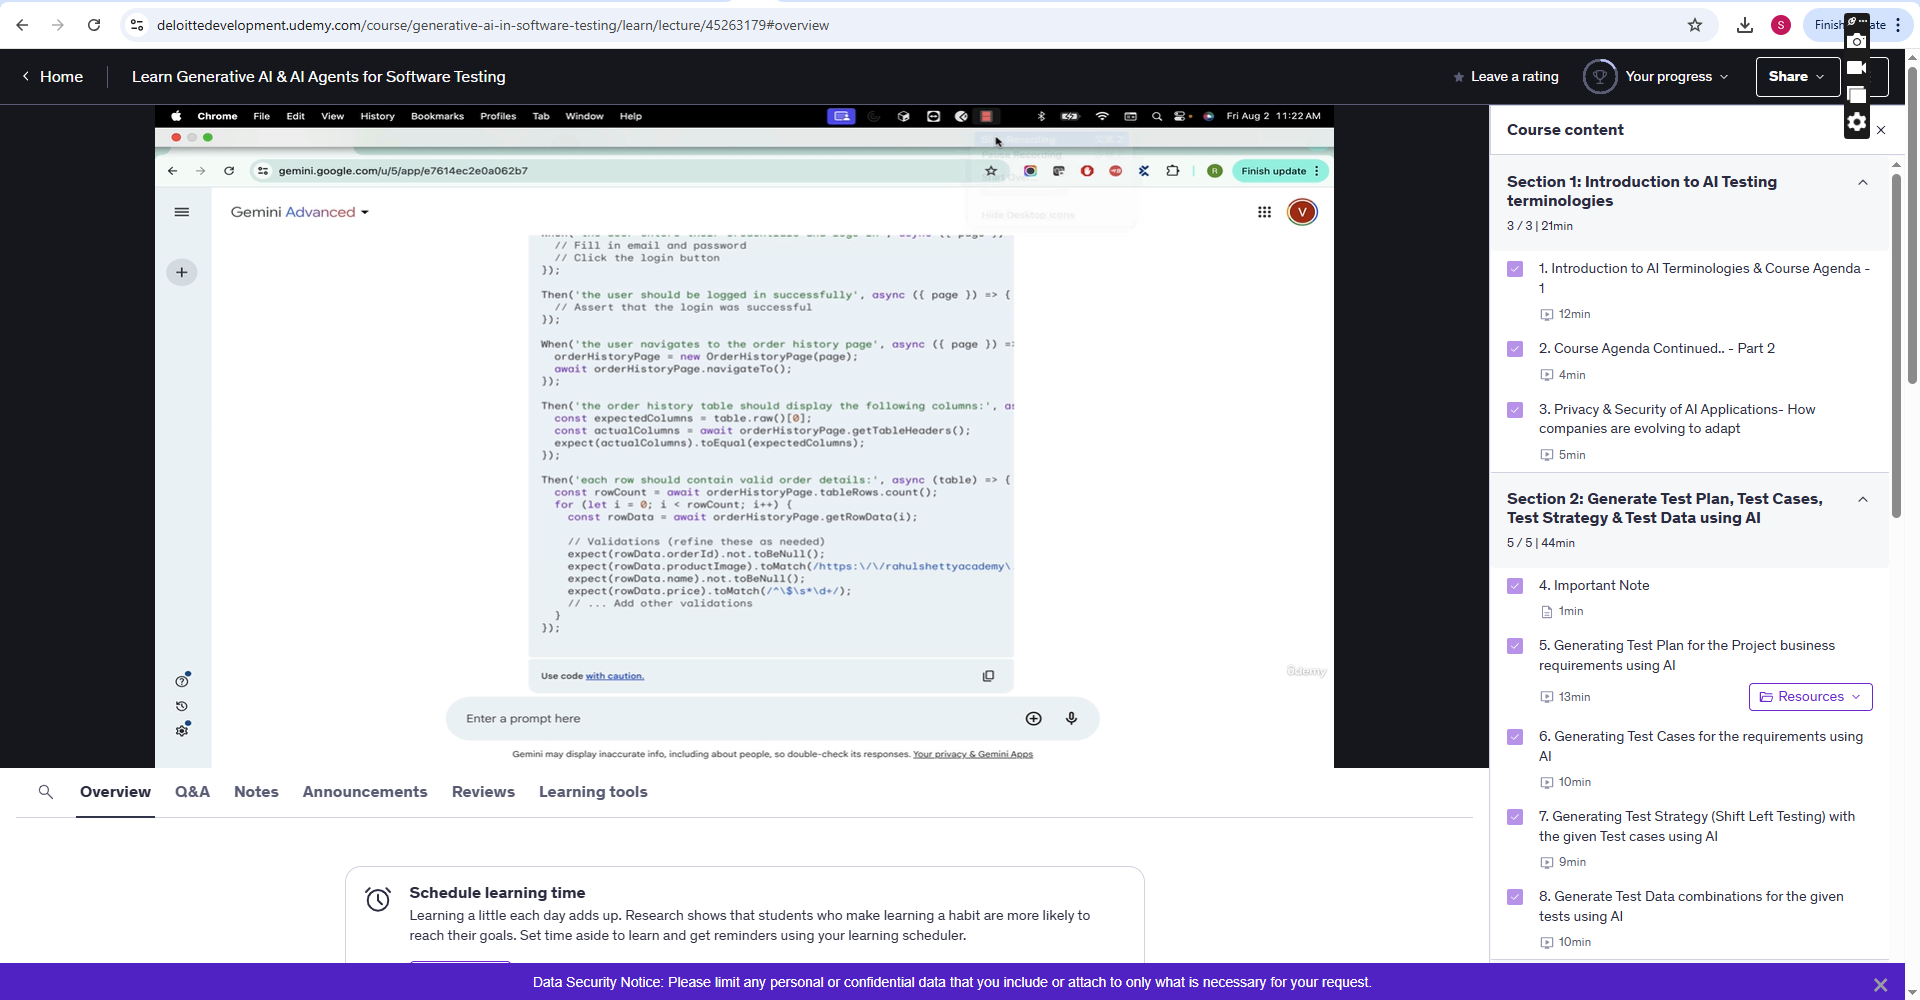 deloittedevelopment.udemy.com/course/generative-ai-in-software-testing/learn/lecture/45263179#overview
S
Finish
ate
Home
Learn Generative AI & AI Agents for Software Testing
Leave a rating
Your progress
Share
Chrome File Edit View History Bookmarks Profiles Tab Window Help
Fri Aug 2 11:22 AM
gemini.google.com/u/5/app/e7614ec2e0a062b7
R
Finish update
Hide Desktop Icons
Gemini Advanced
V
// Fill in email and password
// Click the login button
});
Then('the user should be logged in successfully', async ({ page }) => {
// Assert that the login was successful
});
When('the user navigates to the order history page', async ({ page }) =>
orderHistoryPage = new OrderHistoryPage(page);
await orderHistoryPage.navigateTo();
});
Then('the order history table should display the following columns:', as
const expectedColumns = table.raw()[0];
const actualColumns = await orderHistoryPage.getTableHeaders();
expect(actualColumns).toEqual(expectedColumns);
});
Then('each row should contain valid order details:', async (table) => {
const rowCount = await orderHistoryPage.tableRows.count();
for (let i = 0; i < rowCount; i++) {
const rowData = await orderHistoryPage.getRowData(i);
// Validations (refine these as needed)
expect(rowData.orderId).not.toBeNull();
expect(rowData.productImage).toMatch(/https:\/\/rahulshettyacademy\.
expect(rowData.name).not.toBeNull();
expect(rowData.price).toMatch(/^\$\s*\d+/);
// ... Add other validations
}
});
Use code with caution.
Enter a prompt here
Gemini may display inaccurate info, including about people, so double-check its responses. Your privacy & Gemini Apps
ûdemy
Overview Q&A Notes Announcements Reviews Learning tools
Schedule learning time
Learning a little each day adds up. Research shows that students who make learning a habit are more likely to
reach their goals. Set time aside to learn and get reminders using your learning scheduler.
Course content
Section 1: Introduction to AI Testing
terminologies
3 / 3 | 21min
1. Introduction to AI Terminologies & Course Agenda -
1
12min
2. Course Agenda Continued.. - Part 2
4min
3. Privacy & Security of AI Applications- How
companies are evolving to adapt
5min
Section 2: Generate Test Plan, Test Cases,
Test Strategy & Test Data using AI
5 / 5 | 44min
4. Important Note
1min
5. Generating Test Plan for the Project business
requirements using AI
13min
Resources
6. Generating Test Cases for the requirements using
AI
10min
7. Generating Test Strategy (Shift Left Testing) with
the given Test cases using AI
9min
8. Generate Test Data combinations for the given
tests using AI
10min
Data Security Notice: Please limit any personal or confidential data that you include or attach to only what is necessary for your request.